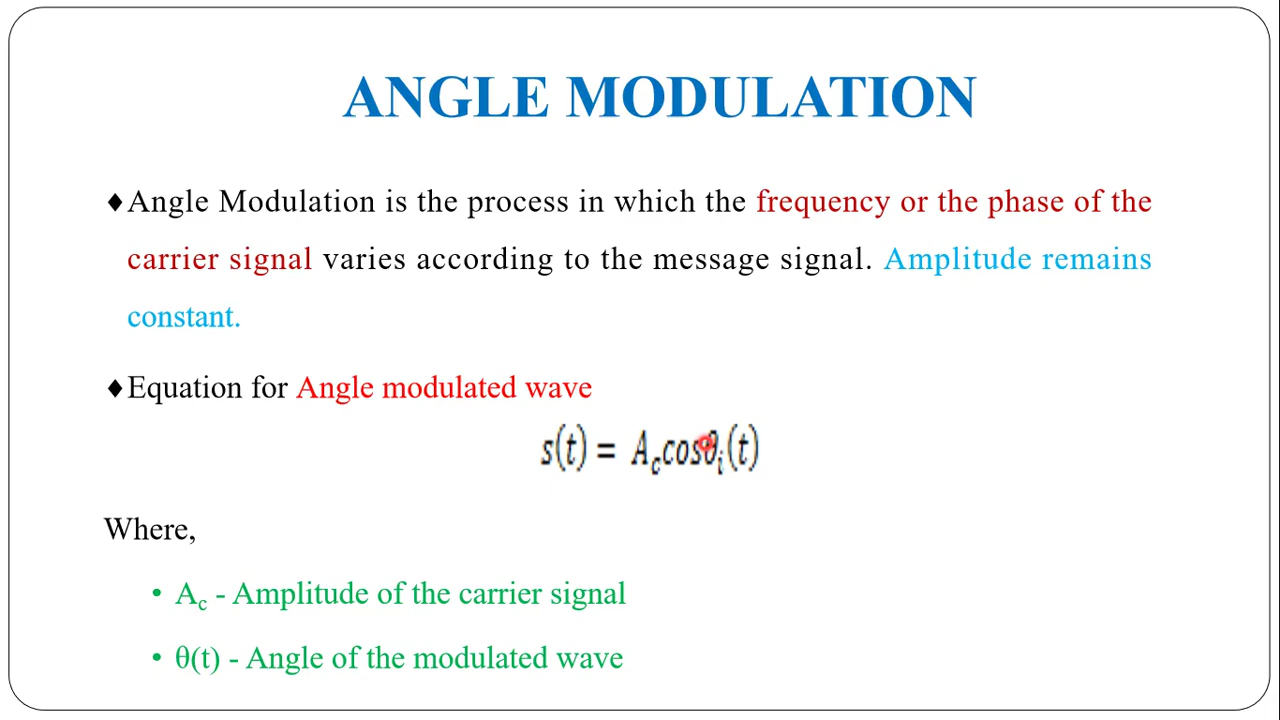 ANGLE MODULATION
♦Angle Modulation is the process in which the frequency or the phase of the
carrier signal varies according to the message signal. Amplitude remains
constant.
♦Equation for Angle modulated wave
s(t) = A_c cosθ_i(t)
Where,
• A_c - Amplitude of the carrier signal
• θ(t) - Angle of the modulated wave